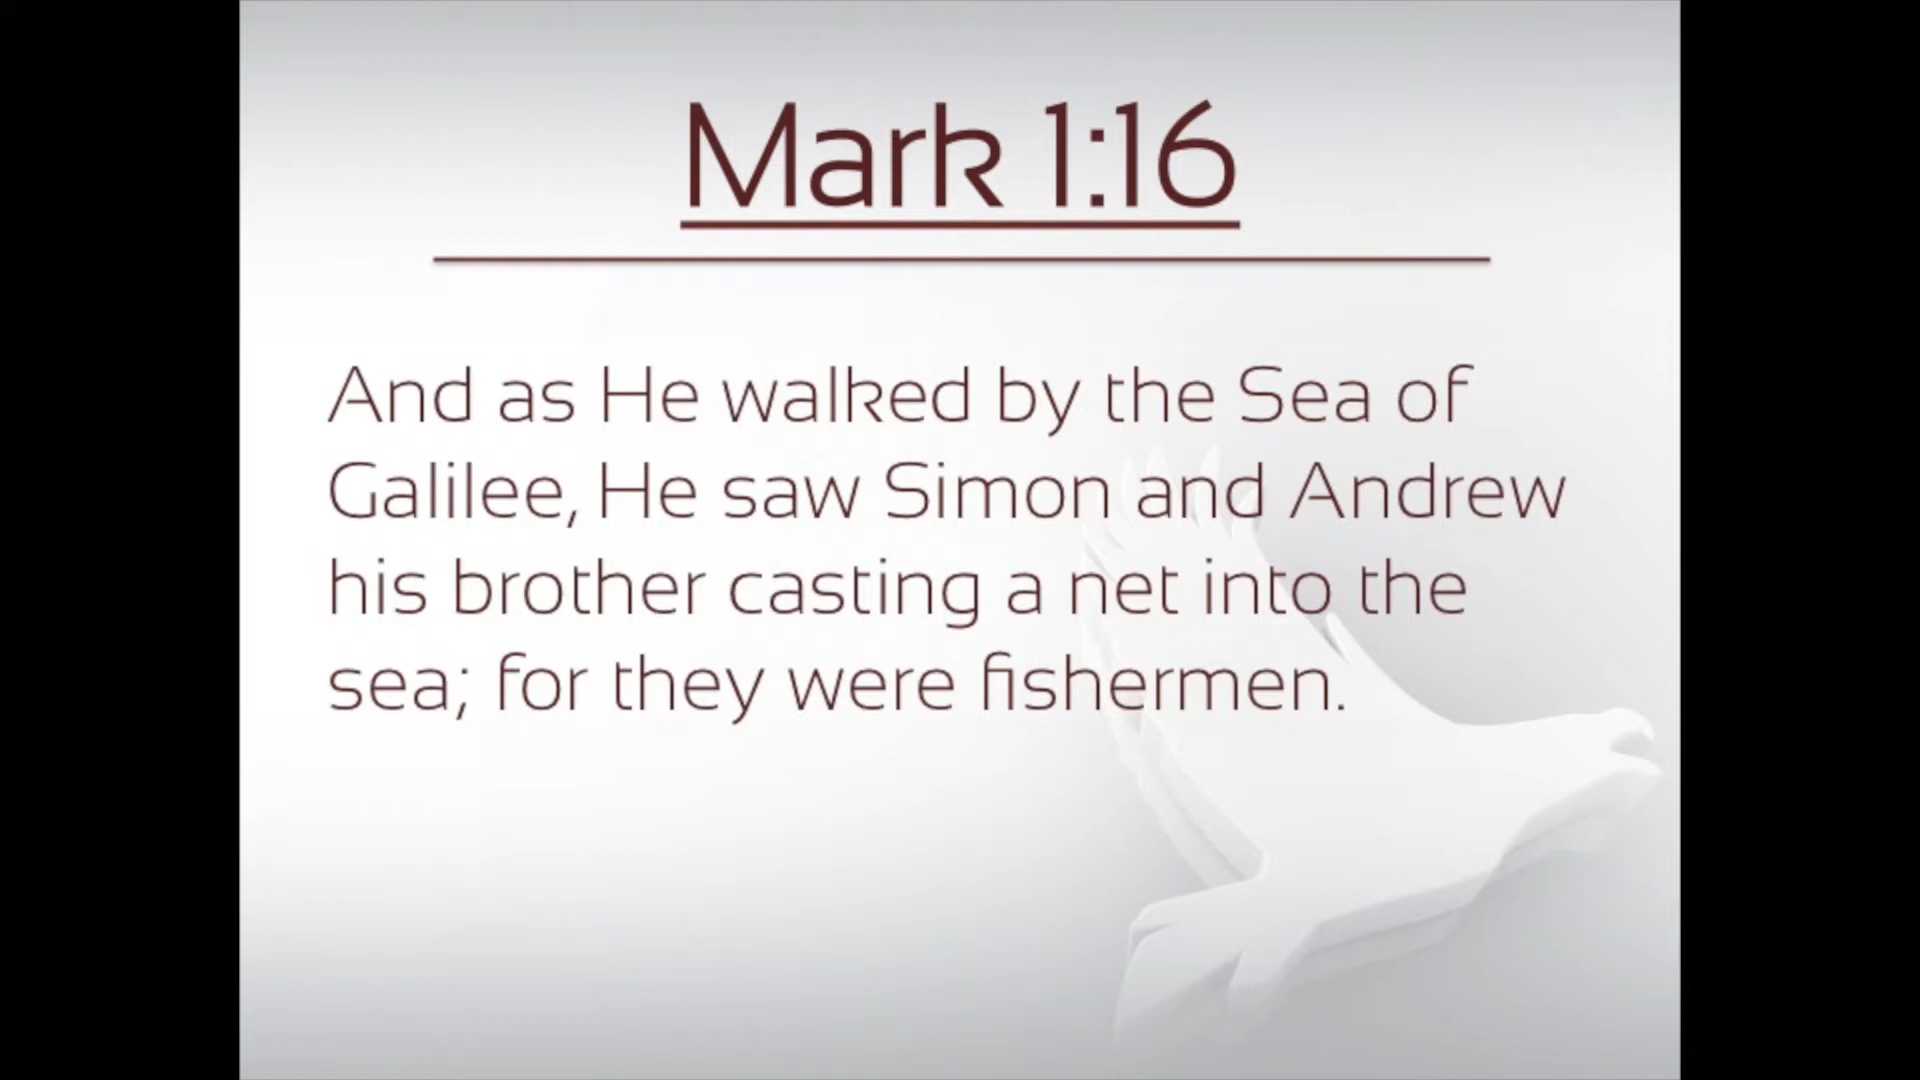 Mark 1:16
And as He walked by the Sea of
Galilee, He saw Simon and Andrew
his brother casting a net into the
sea; for they were fishermen.